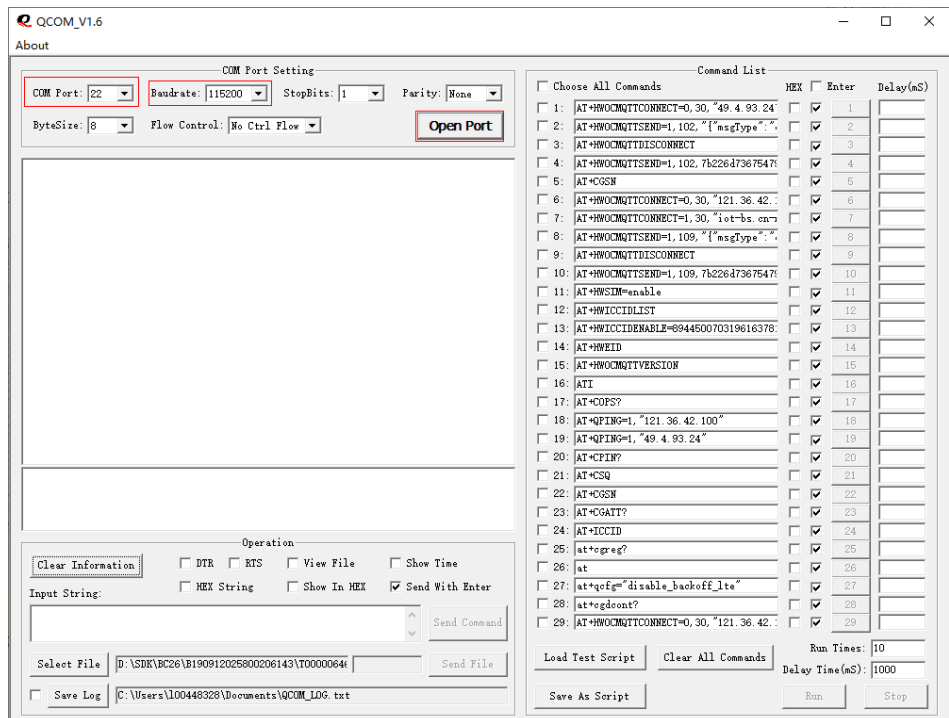 QCOM_V1.6
About
COM Port Setting
COM Port: 22 Baudrate: 115200 StopBits: 1 Parity: None
ByteSize: 8 Flow Control: No Ctrl Flow Open Port
Operation
Clear Information DTR RTS View File Show Time
HEX String Show In HEX Send With Enter
Input String:
Send Command
Select File D:\SDK\BC26\B190912025800206143\T0000064 Send File
Save Log C:\Users\l00448328\Documents\QCOM_LOG.txt
Command List
Choose All Commands HEX Enter Delay(mS)
1: AT+HWOCMQTTCONNECT=0,30,"49.4.93.24" 1
2: AT+HWOCMQTTSEND=1,102,"{"msgType":" 2
3: AT+HWOCMQTTDISCONNECT 3
4: AT+HWOCMQTTSEND=1,102,7b226d73675479 4
5: AT+CGSN 5
6: AT+HWOCMQTTCONNECT=0,30,"121.36.42. 6
7: AT+HWOCMQTTCONNECT=1,30,"iot-bs.cn- 7
8: AT+HWOCMQTTSEND=1,109,"{"msgType":" 8
9: AT+HWOCMQTTDISCONNECT 9
10: AT+HWOCMQTTSEND=1,109,7b226d73675479 10
11: AT+HWSIM=enable 11
12: AT+HWICCIDLIST 12
13: AT+HWICCIDENABLE=894450070319616378 13
14: AT+HWEID 14
15: AT+HWOCMQTTVERSION 15
16: ATI 16
17: AT+COPS? 17
18: AT+QPING=1,"121.36.42.100" 18
19: AT+QPING=1,"49.4.93.24" 19
20: AT+CPIN? 20
21: AT+CSQ 21
22: AT+CGSN 22
23: AT+CGATT? 23
24: AT+ICCID 24
25: at+cgreg? 25
26: at 26
27: at+qcfg="disable_backoff_lte" 27
28: at+cgdcont? 28
29: AT+HWOCMQTTCONNECT=0,30,"121.36.42. 29
Load Test Script Clear All Commands Run Times: 10
Delay Time(mS): 1000
Save As Script Run Stop